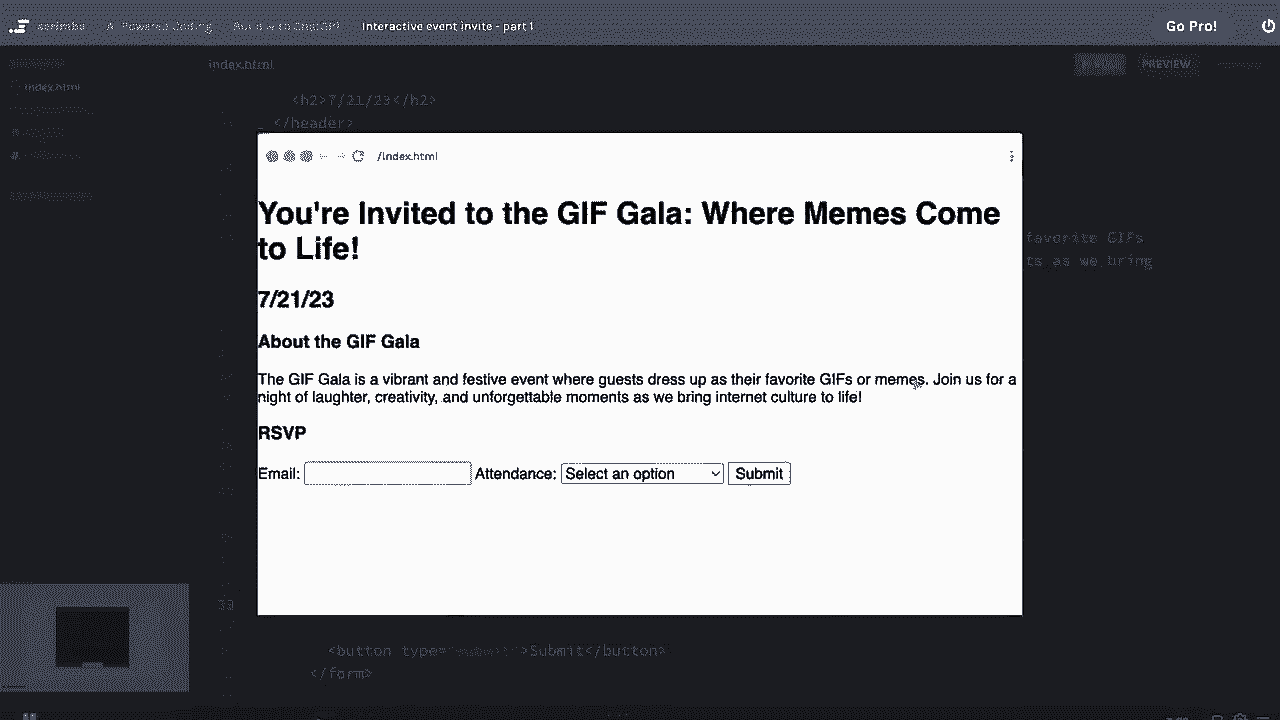 scrimba AI-Powered Coding Build with ChatGPT Interactive event invite - part 1 Go Pro!
index.html PREVIEW
index.html
<h2>7/21/23</h2>
</header>
/index.html
You're Invited to the GIF Gala: Where Memes Come
to Life!
favorite GIFs
ts as we bring
7/21/23
About the GIF Gala
The GIF Gala is a vibrant and festive event where guests dress up as their favorite GIFs or memes. Join us for a
night of laughter, creativity, and unforgettable moments as we bring internet culture to life!
RSVP
Email: Attendance: Select an option Submit
33
<button type="submit">Submit</button>
</form>